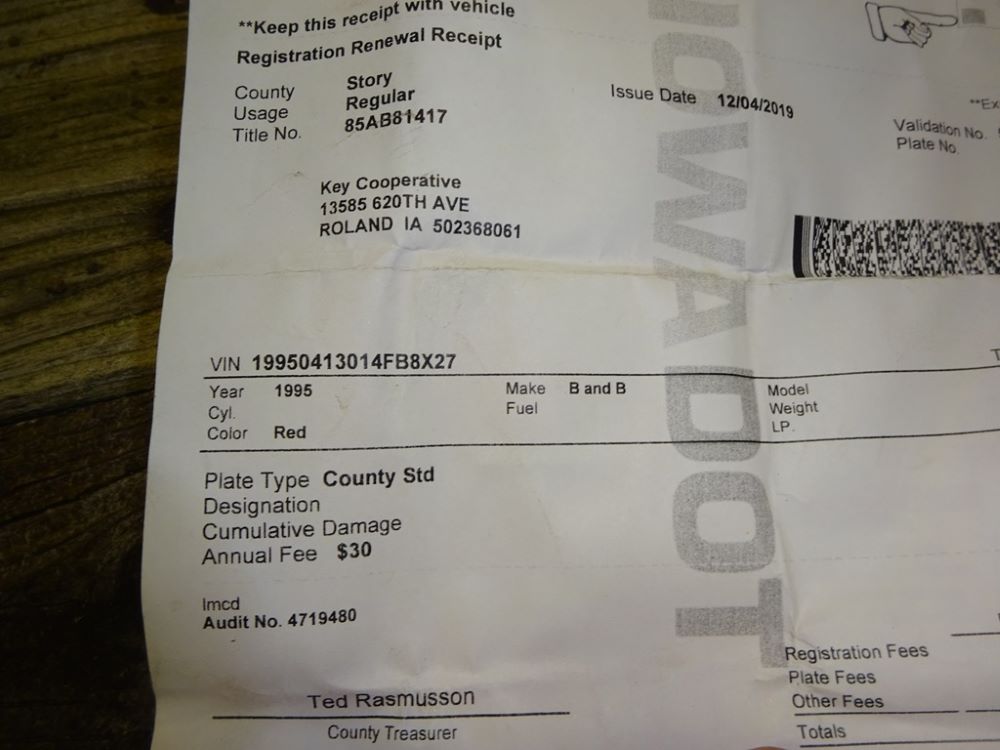 **Keep this receipt with vehicle
Registration Renewal Receipt
County Story
Usage Regular
Title No. 85AB81417
Issue Date 12/04/2019
**Ex
Validation No.
Plate No.
Key Cooperative
13585 620TH AVE
ROLAND IA 502368061
IOWADOT
VIN 19950413014FB8X27
Year 1995 Make B and B Model
Cyl. Fuel Weight
Color Red LP.
Plate Type County Std
Designation
Cumulative Damage
Annual Fee $30
lmcd
Audit No. 4719480
Registration Fees
Plate Fees
Other Fees
Totals
Ted Rasmusson
County Treasurer